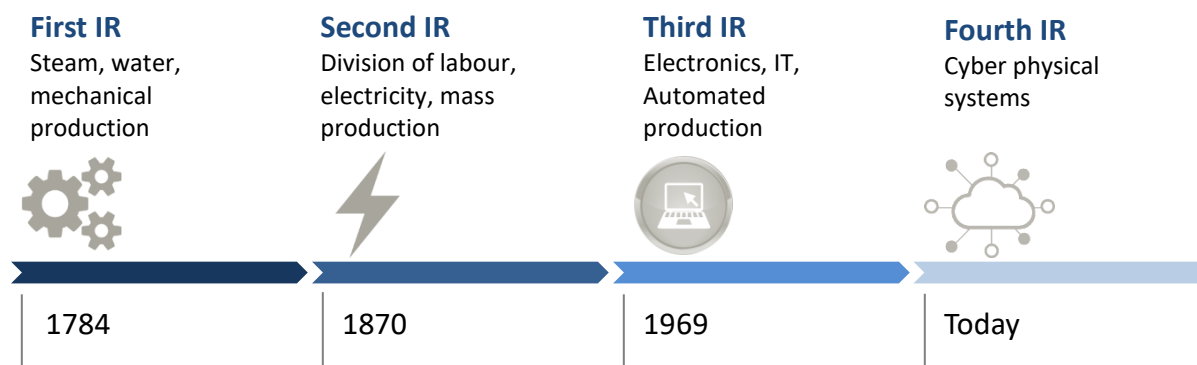 First IR
Steam, water,
mechanical
production
Second IR
Division of labour,
electricity, mass
production
Third IR
Electronics, IT,
Automated
production
Fourth IR
Cyber physical
systems
1784
1870
1969
Today